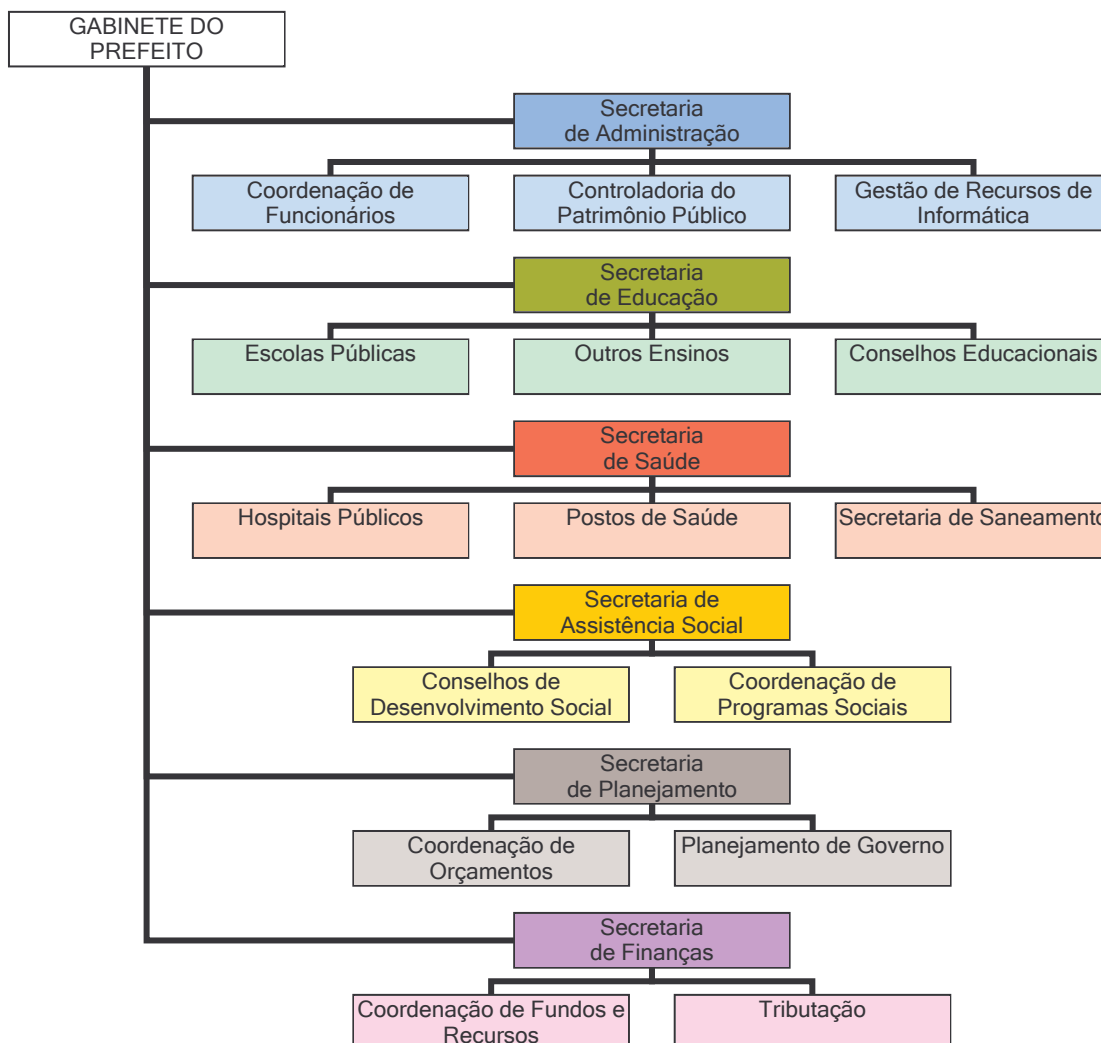 GABINETE DO
PREFEITO
Secretaria
de Administração
Coordenação de
Funcionários
Controladoria do
Patrimônio Público
Gestão de Recursos de
Informática
Secretaria
de Educação
Escolas Públicas
Outros Ensinos
Conselhos Educacionais
Secretaria
de Saúde
Hospitais Públicos
Postos de Saúde
Secretaria de Saneamento
Secretaria de
Assistência Social
Conselhos de
Desenvolvimento Social
Coordenação de
Programas Sociais
Secretaria
de Planejamento
Coordenação de
Orçamentos
Planejamento de Governo
Secretaria
de Finanças
Coordenação de Fundos e
Recursos
Tributação